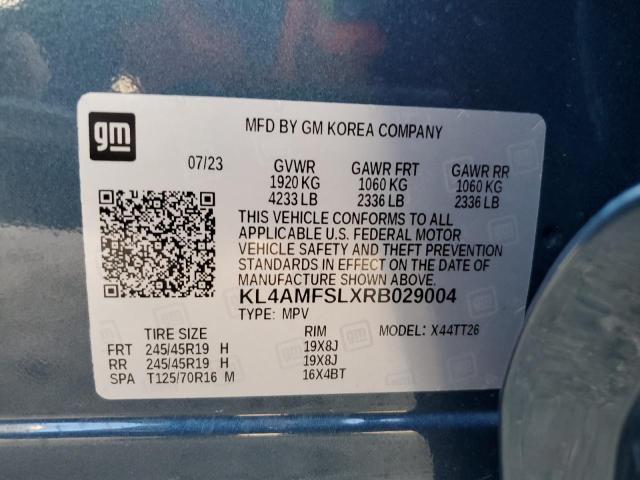 gm
MFD BY GM KOREA COMPANY
07/23 GVWR GAWR FRT GAWR RR
1920 KG 1060 KG 1060 KG
4233 LB 2336 LB 2336 LB
THIS VEHICLE CONFORMS TO ALL
APPLICABLE U.S. FEDERAL MOTOR
VEHICLE SAFETY AND THEFT PREVENTION
STANDARDS IN EFFECT ON THE DATE OF
MANUFACTURE SHOWN ABOVE.
KL4AMFSLXRB029004
TYPE: MPV
TIRE SIZE RIM MODEL: X44TT26
FRT 245/45R19 H 19X8J
RR 245/45R19 H 19X8J
SPA T125/70R16 M 16X4BT